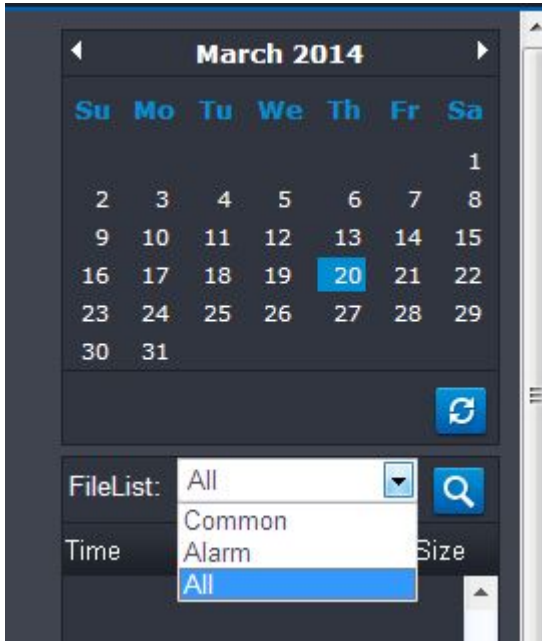 March 2014
Su Mo Tu We Th Fr Sa
1
2 3 4 5 6 7 8
9 10 11 12 13 14 15
16 17 18 19 20 21 22
23 24 25 26 27 28 29
30 31
FileList: All
Common
Time Alarm Size
All